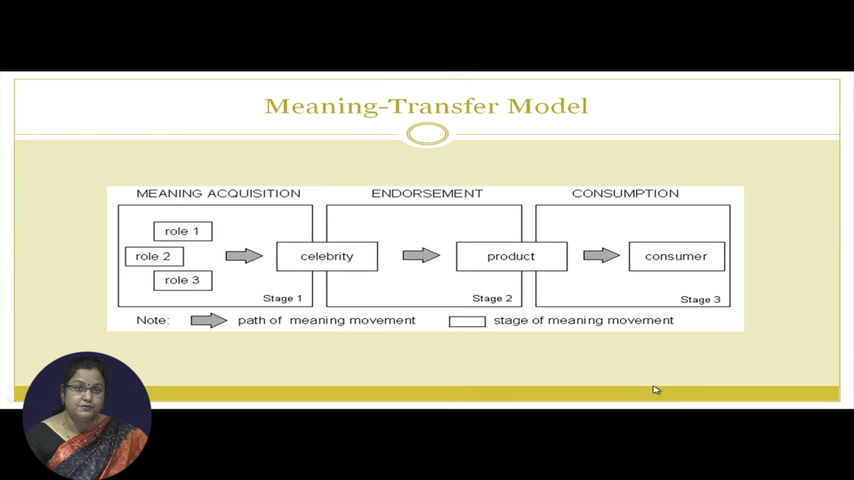 Meaning-Transfer Model
MEANING ACQUISITION ENDORSEMENT CONSUMPTION
role 1
role 2
role 3
celebrity
product
consumer
Stage 1
Stage 2
Stage 3
Note: path of meaning movement stage of meaning movement